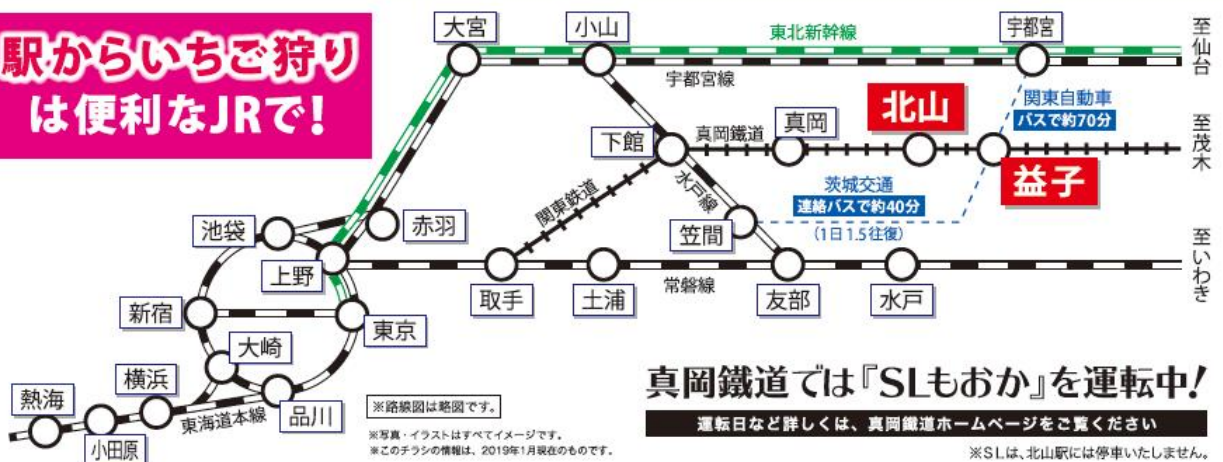 駅からいちご狩り
は便利なJRで!
大宮
小山
東北新幹線
宇都宮
至仙台
宇都宮線
関東自動車
バスで約70分
北山
真岡
真岡鐵道
下館
至茂木
益子
水戸線
茨城交通
連絡バスで約40分
(1日1.5往復)
関東鉄道
笠間
池袋
赤羽
上野
取手
土浦
常磐線
友部
水戸
至いわき
新宿
東京
大崎
横浜
品川
熱海
小田原
東海道本線
※路線図は略図です。
※写真・イラストはすべてイメージです。
※このチラシの情報は、2019年1月現在のものです。
真岡鐵道では『SLもおか』を運転中!
運転日など詳しくは、真岡鐵道ホームページをご覧ください
※SLは、北山駅には停車いたしません。